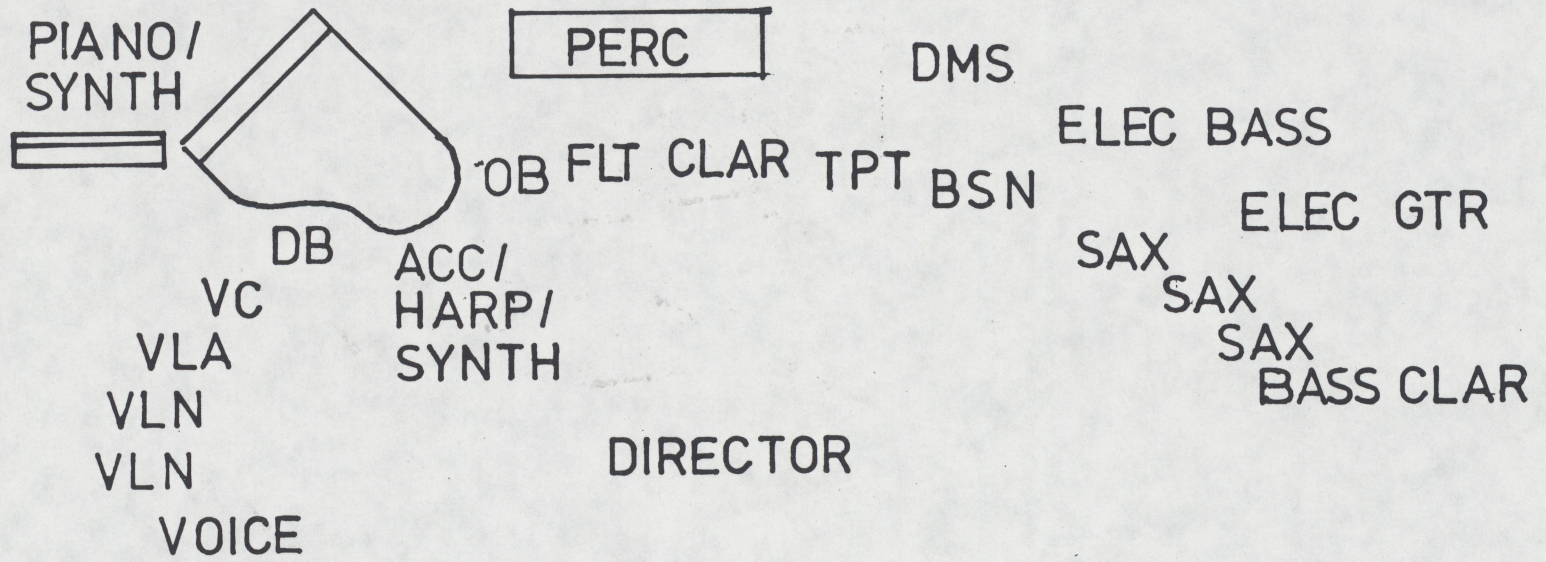 PIANO/
SYNTH
PERC
DMS
ELEC BASS
OB FLT CLAR TPT BSN
ELEC GTR
DB
ACC/
HARP/
SYNTH
VC
VLA
VLN
VLN
VOICE
SAX
SAX
SAX
BASS CLAR
DIRECTOR